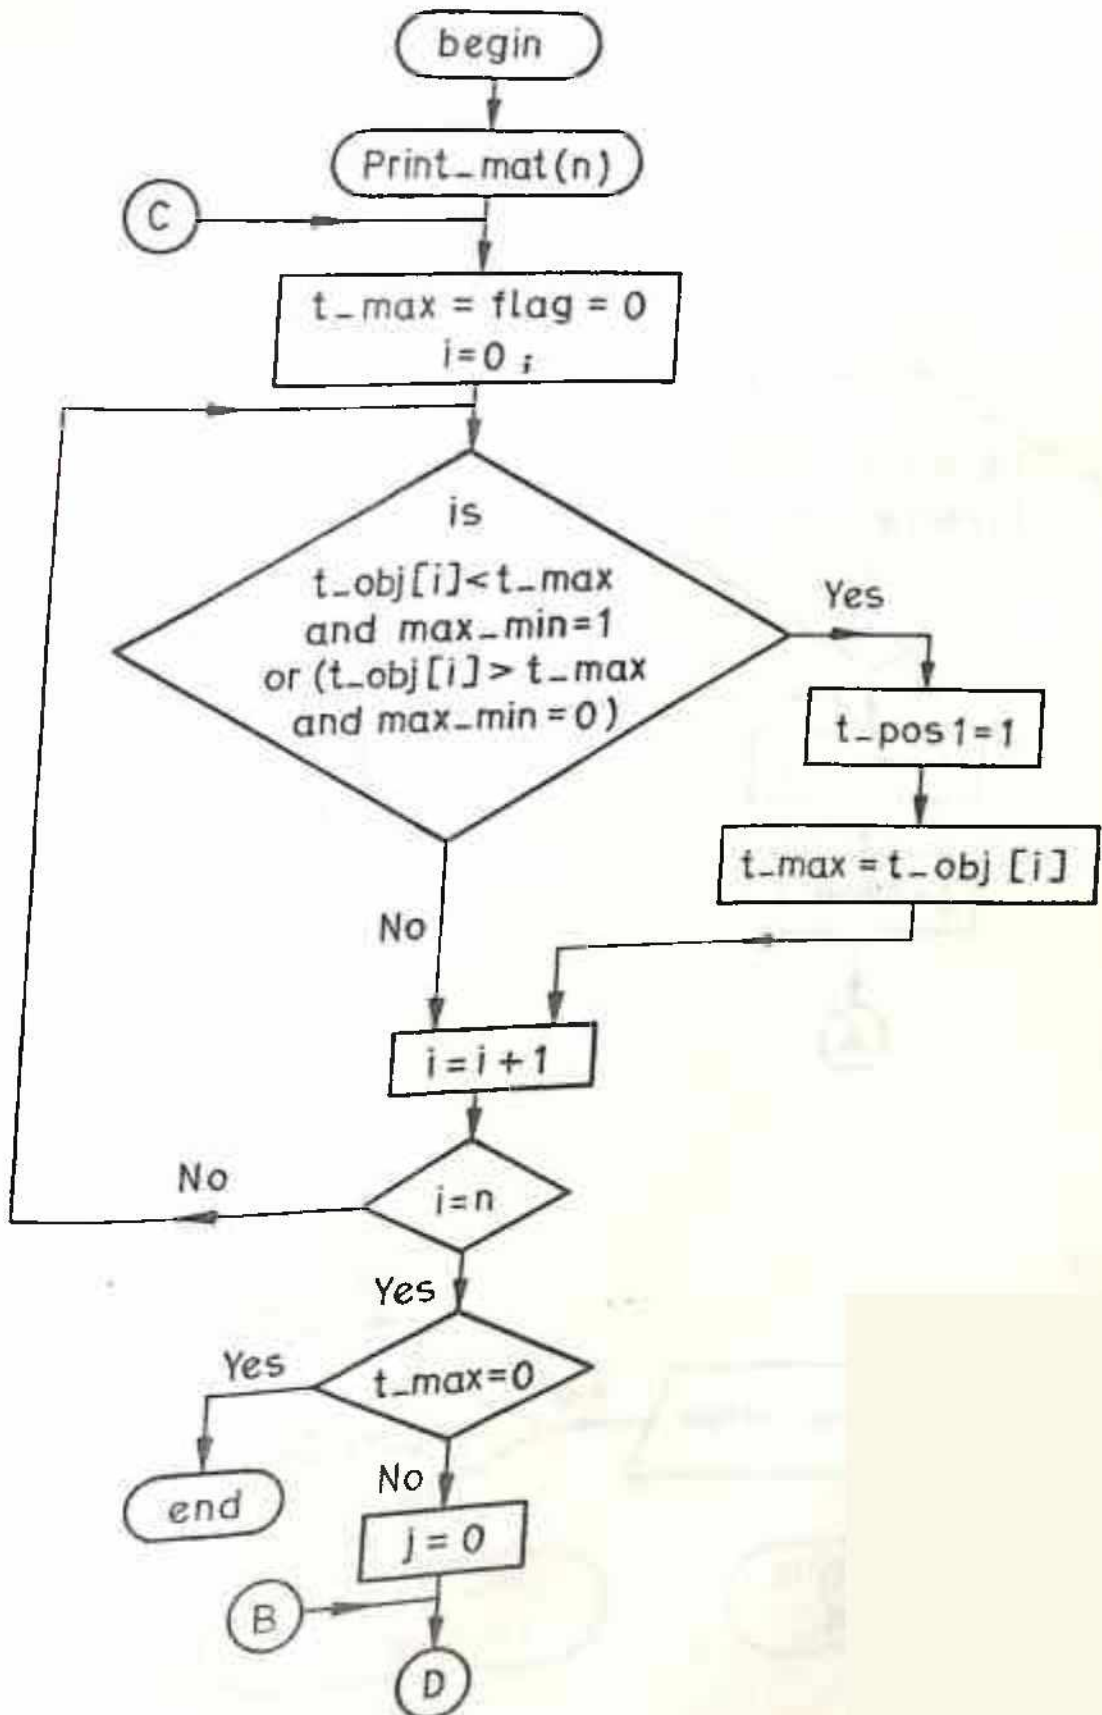 begin
Print_mat(n)
C
t_max = flag = 0
i=0 ;
is
t_obj[i]<t_max
and max_min=1
or (t_obj[i]> t_max
and max_min=0)
Yes
t_pos1=1
t_max=t_obj [i]
No
i=i+1
No
i=n
Yes
Yes
t_max=0
No
end
j=0
B
D